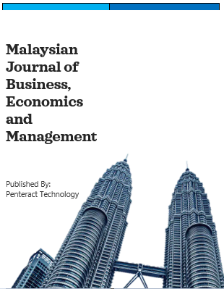 Malaysian
Journal of
Business,
Economics
and
Management
Published By:
Penteract Technology